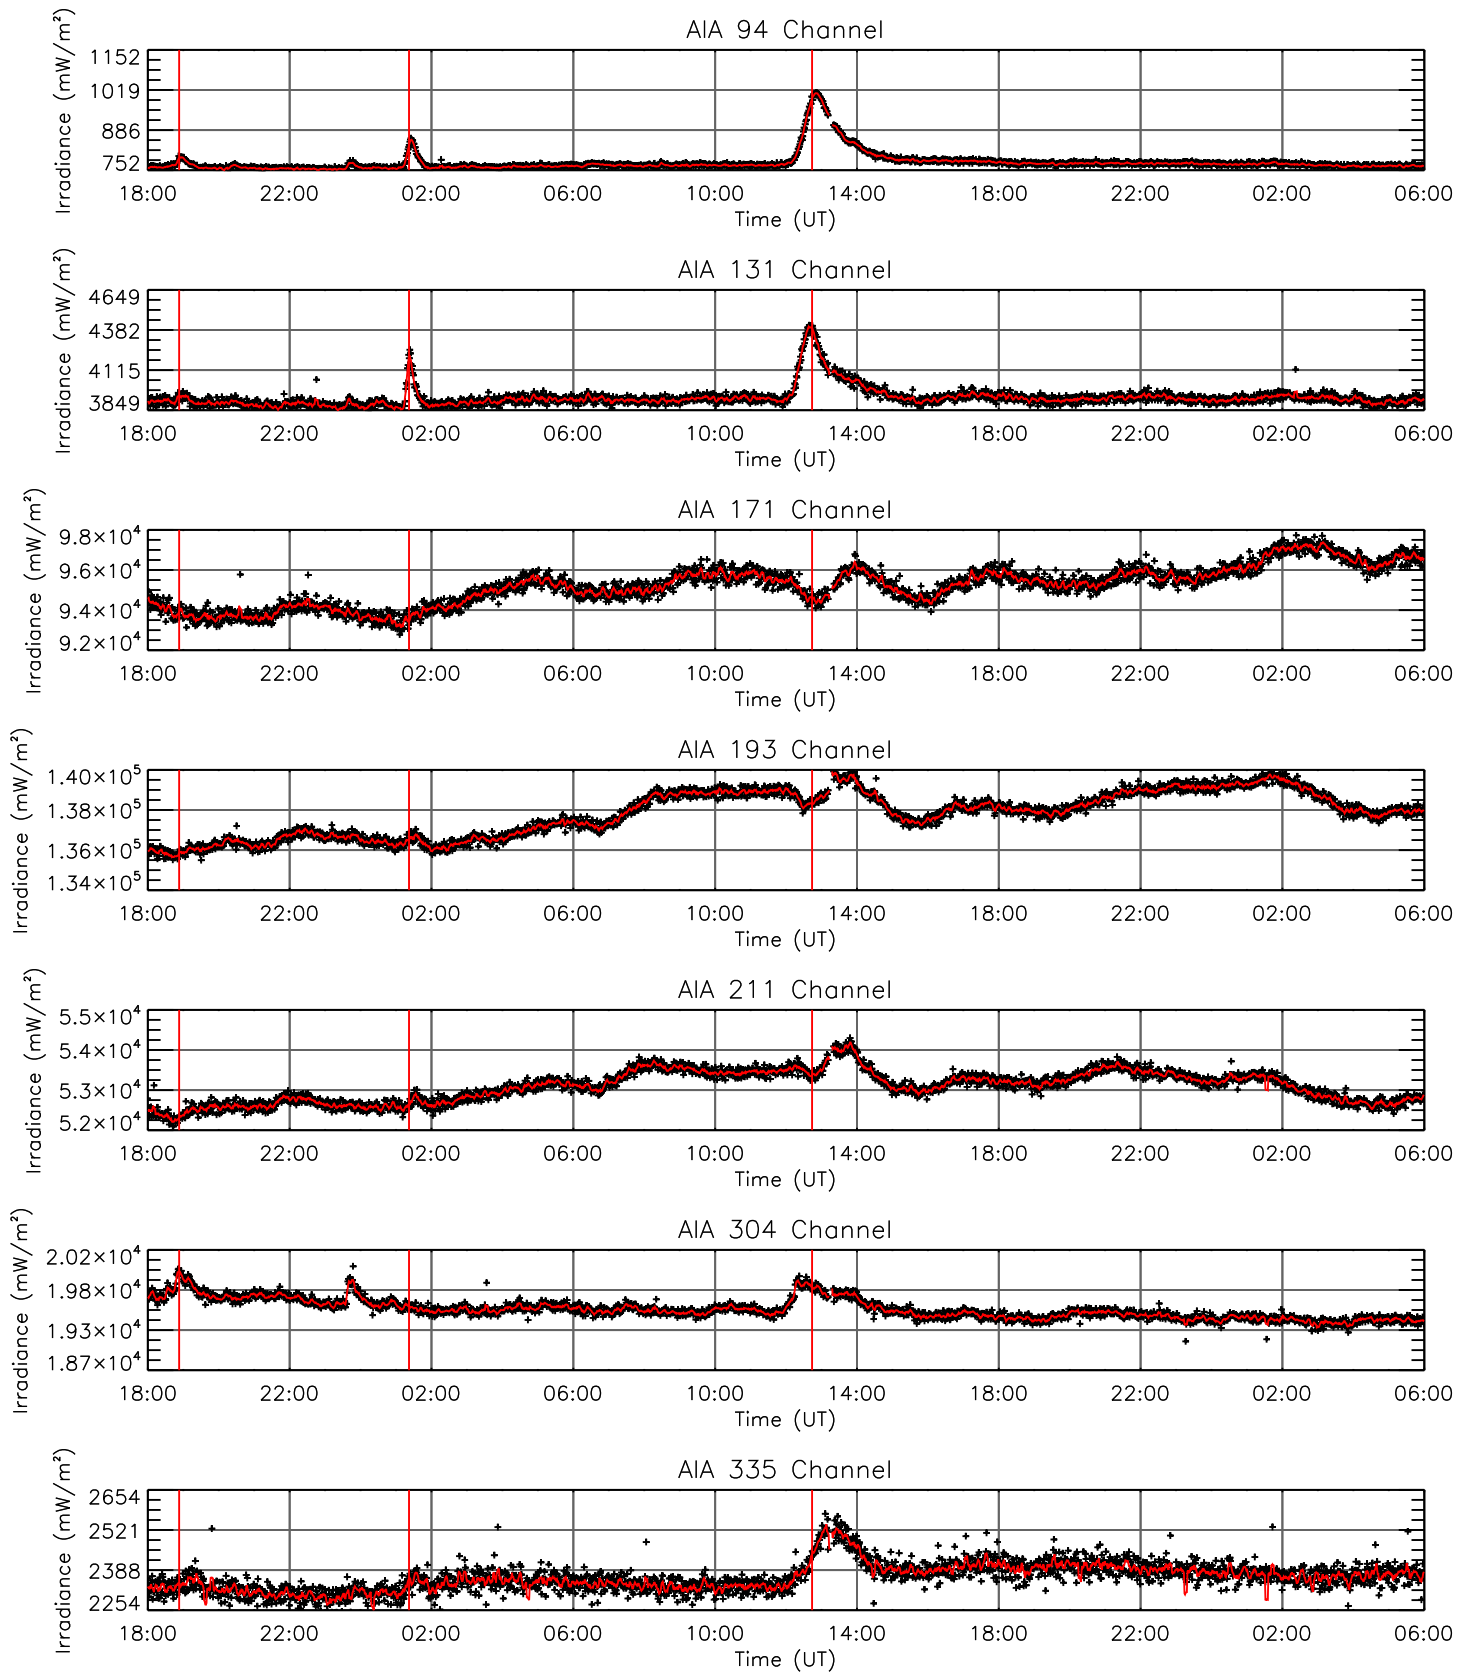 AIA 94 Channel
Irradiance (mW/m²)
1152
1019
886
752
18:00 22:00 02:00 06:00 10:00 14:00 18:00 22:00 02:00 06:00
Time (UT)
AIA 131 Channel
Irradiance (mW/m²)
4649
4382
4115
3849
18:00 22:00 02:00 06:00 10:00 14:00 18:00 22:00 02:00 06:00
Time (UT)
AIA 171 Channel
Irradiance (mW/m²)
9.8×10⁴
9.6×10⁴
9.4×10⁴
9.2×10⁴
18:00 22:00 02:00 06:00 10:00 14:00 18:00 22:00 02:00 06:00
Time (UT)
AIA 193 Channel
Irradiance (mW/m²)
1.40×10⁵
1.38×10⁵
1.36×10⁵
1.34×10⁵
18:00 22:00 02:00 06:00 10:00 14:00 18:00 22:00 02:00 06:00
Time (UT)
AIA 211 Channel
Irradiance (mW/m²)
5.5×10⁴
5.4×10⁴
5.3×10⁴
5.2×10⁴
18:00 22:00 02:00 06:00 10:00 14:00 18:00 22:00 02:00 06:00
Time (UT)
AIA 304 Channel
Irradiance (mW/m²)
2.02×10⁴
1.98×10⁴
1.93×10⁴
1.87×10⁴
18:00 22:00 02:00 06:00 10:00 14:00 18:00 22:00 02:00 06:00
Time (UT)
AIA 335 Channel
Irradiance (mW/m²)
2654
2521
2388
2254
18:00 22:00 02:00 06:00 10:00 14:00 18:00 22:00 02:00 06:00
Time (UT)